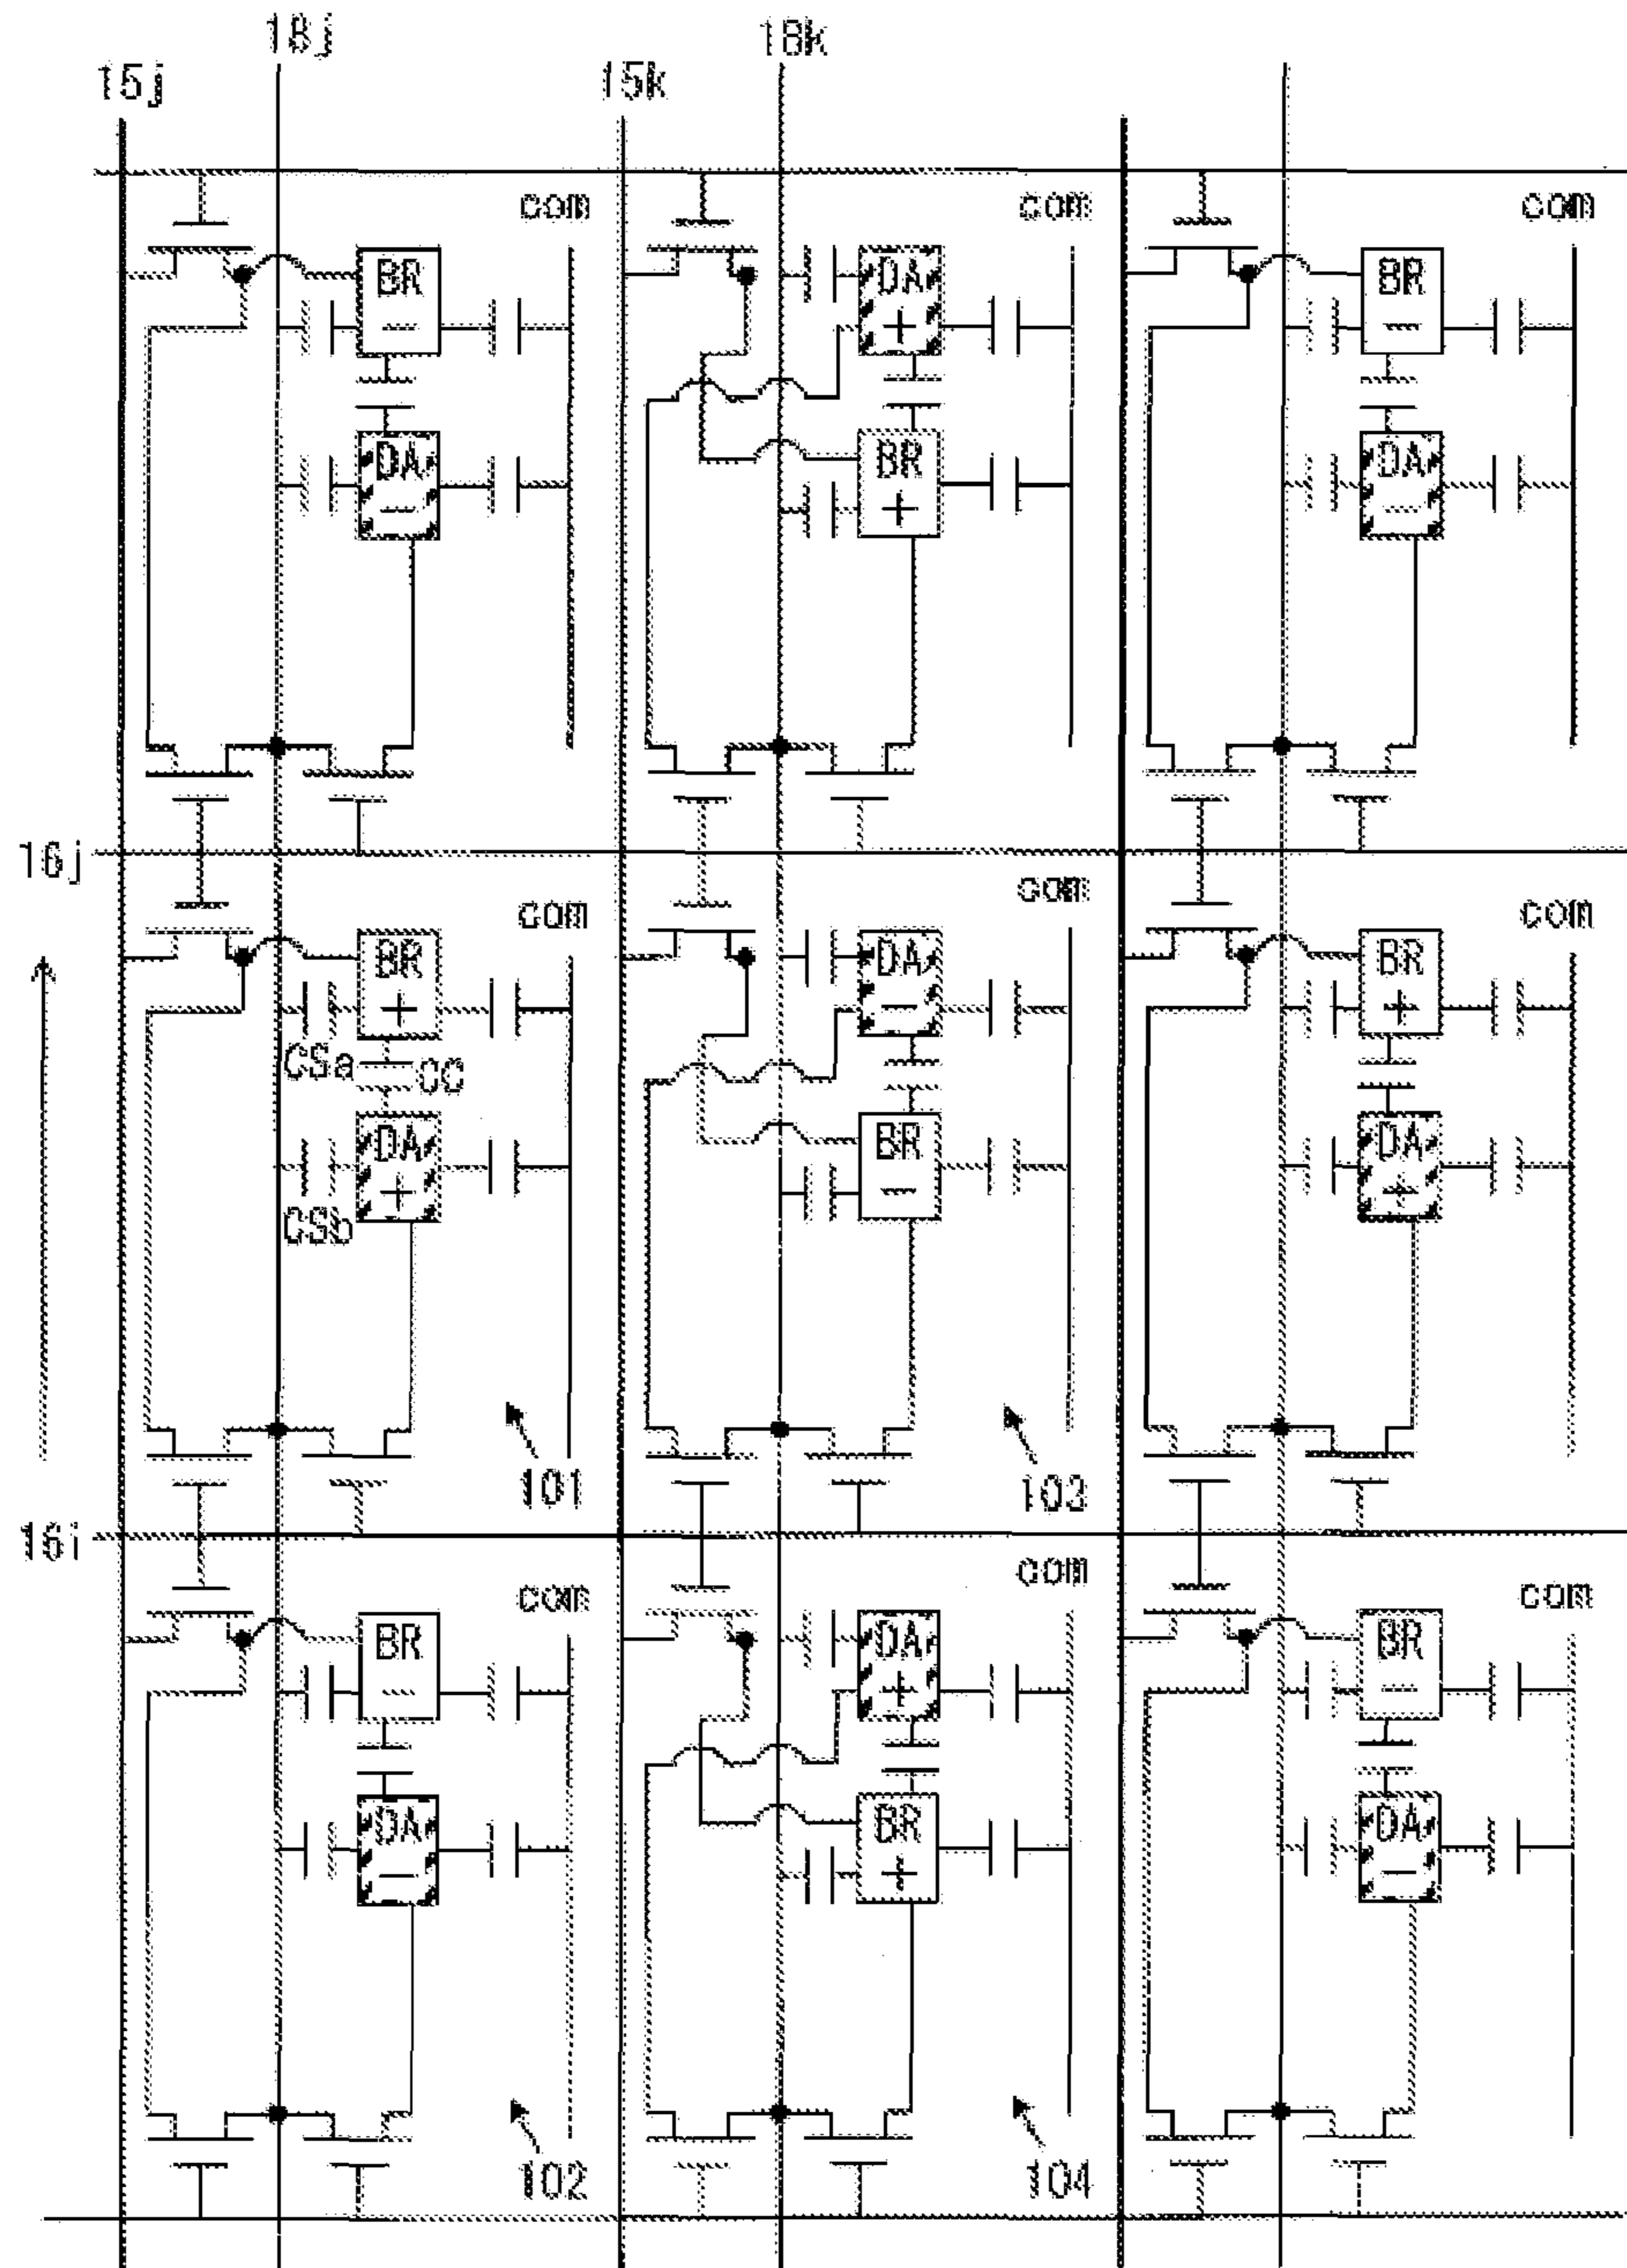 18j
18k
15j
15k
com
com
com
BR
—
DA
+
BR
—
DA
—
BR
+
DA
—
16j
com
com
com
BR
+
DA
—
BR
+
CSa
CC
DA
+
BR
—
DA
+
CSb
101
103
16i
com
com
com
BR
—
DA
+
BR
—
DA
—
BR
+
DA
—
102
104